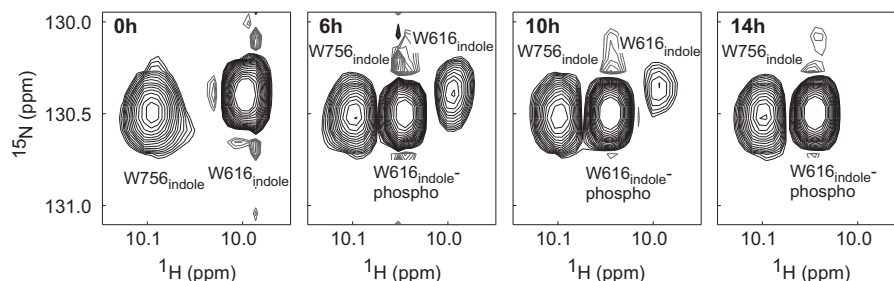 0h
6h
10h
14h
130.0
130.5
131.0
15N (ppm)
W756indole
W616indole
W756indole
W616indole
W616indole-
phospho
W756indole
W616indole
W616indole-
phospho
W756indole
W616indole-
phospho
10.1 10.0
10.1 10.0
10.1 10.0
10.1 10.0
1H (ppm)
1H (ppm)
1H (ppm)
1H (ppm)